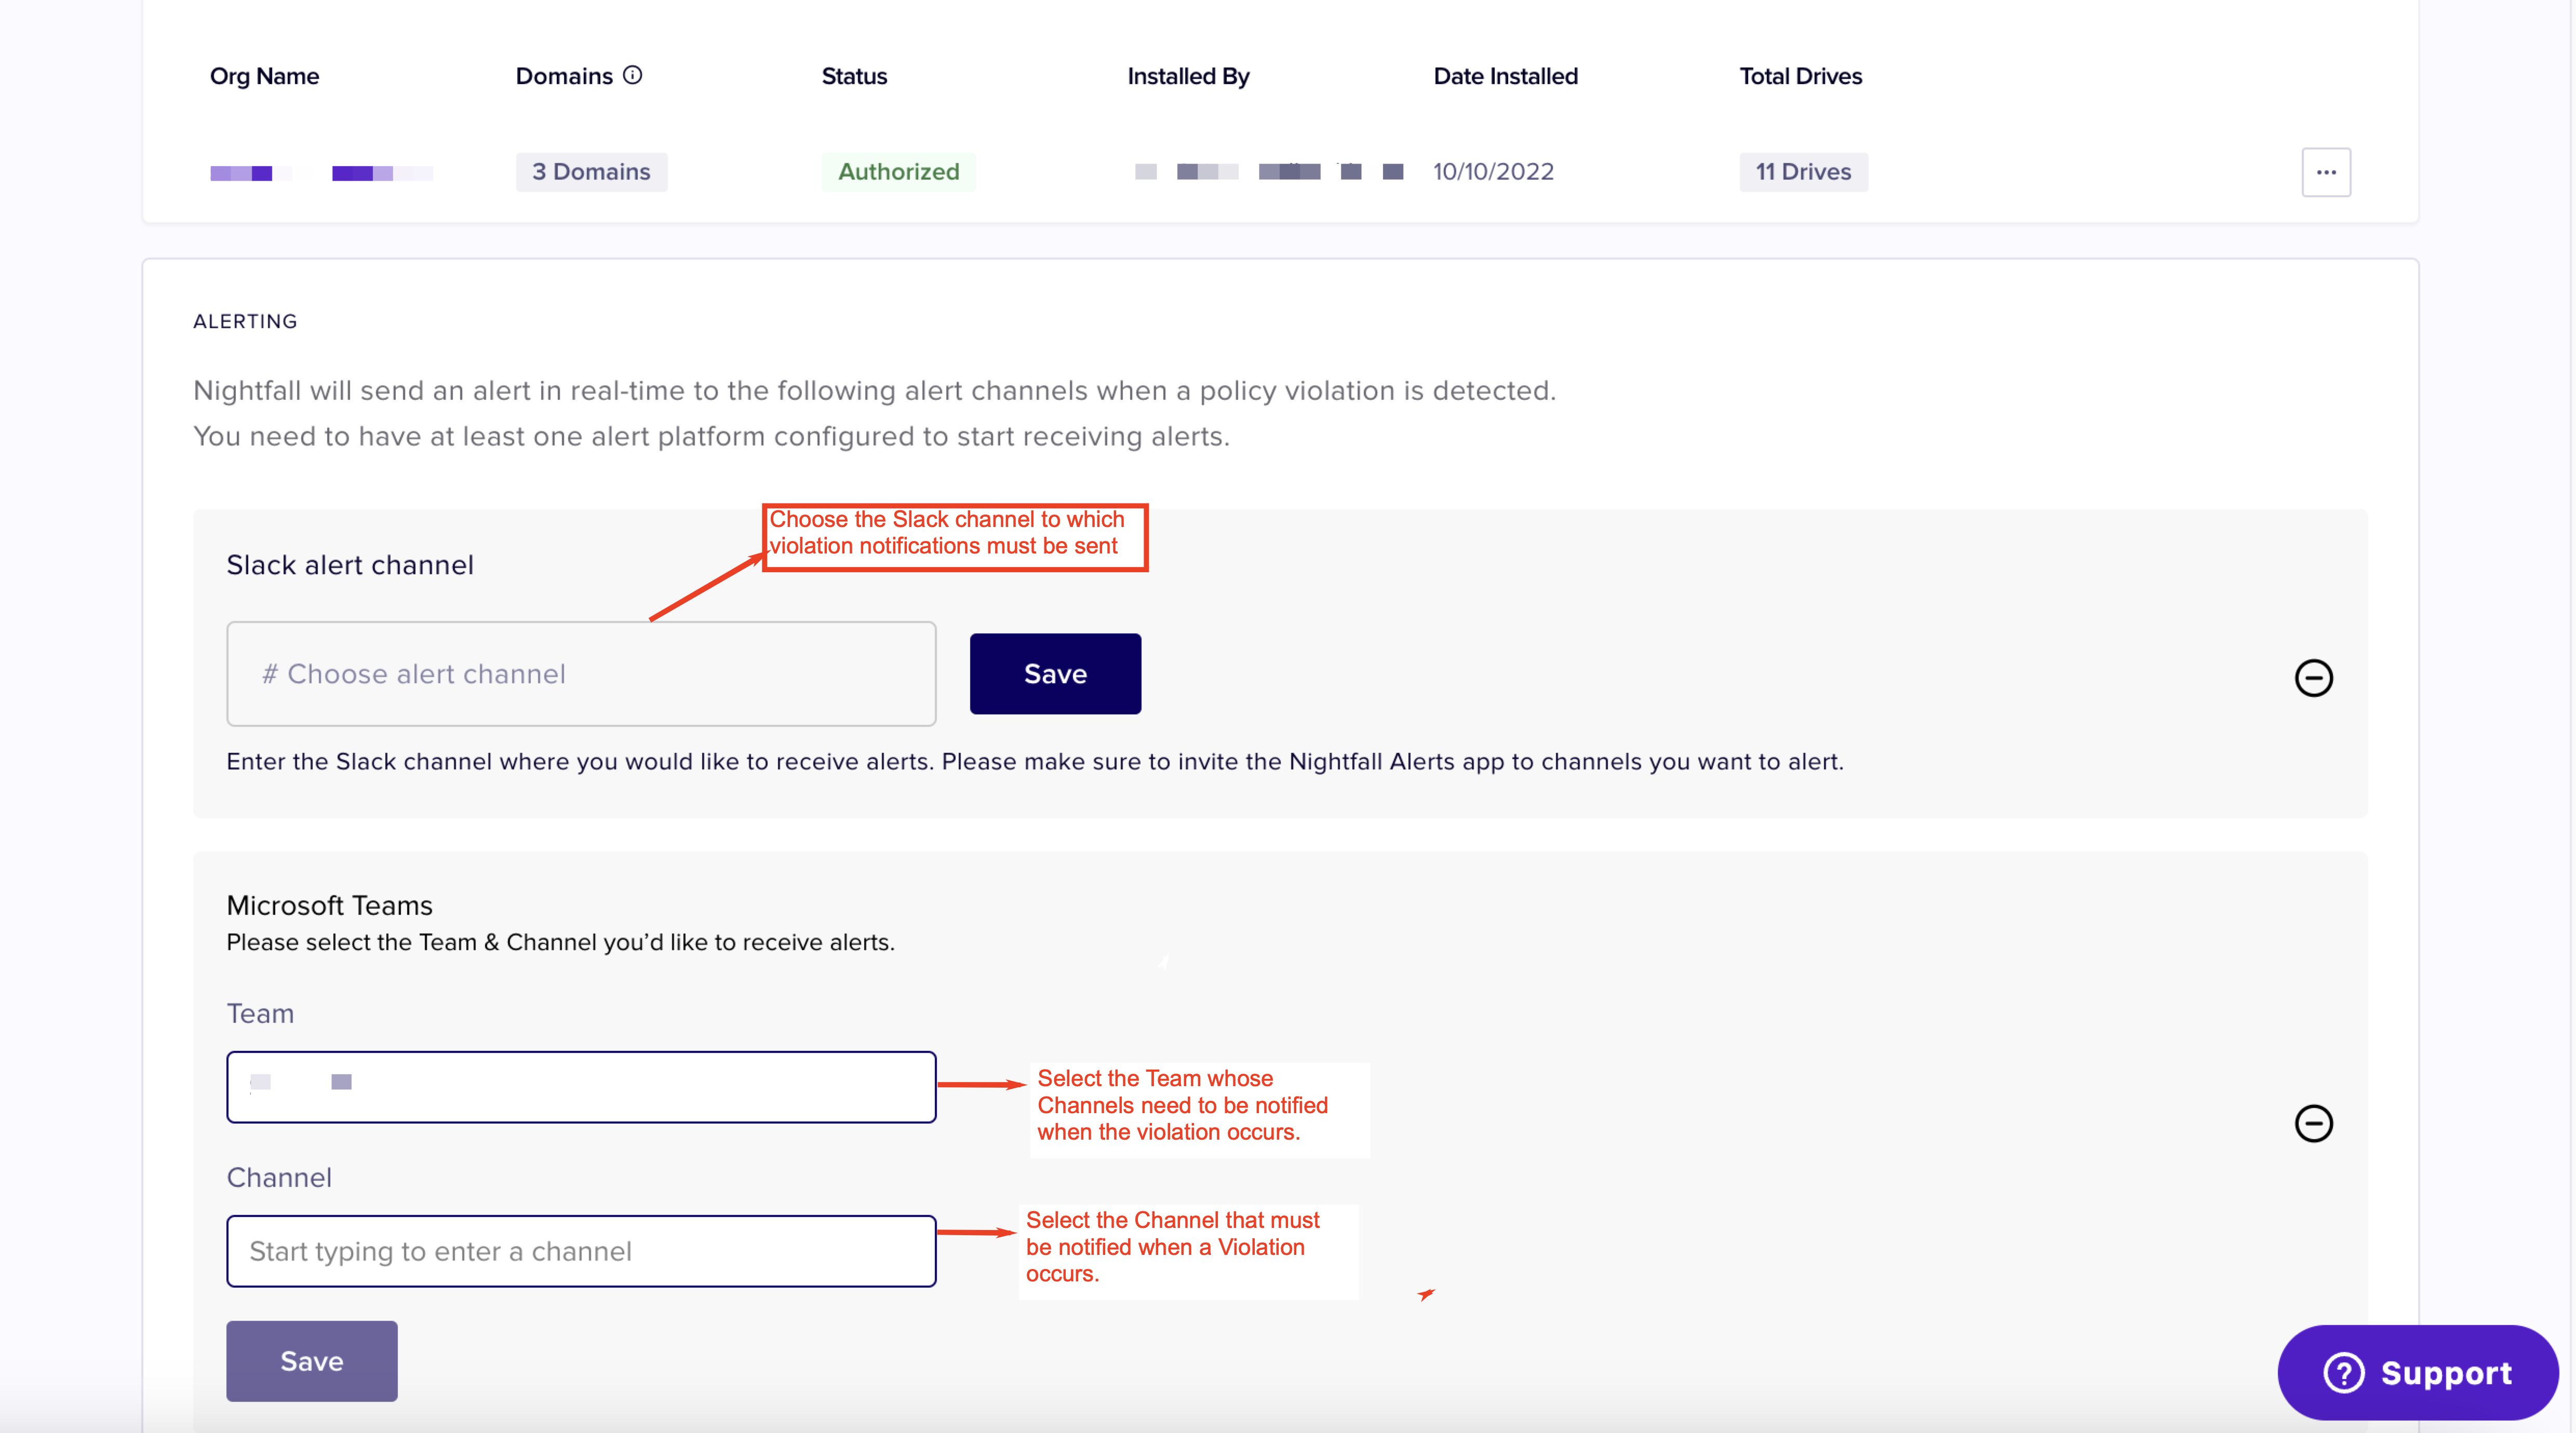 Org Name Domains Status Installed By Date Installed Total Drives
3 Domains Authorized 10/10/2022 11 Drives
ALERTING
Nightfall will send an alert in real-time to the following alert channels when a policy violation is detected.
You need to have at least one alert platform configured to start receiving alerts.
Choose the Slack channel to which
violation notifications must be sent
Slack alert channel
# Choose alert channel
Save
Enter the Slack channel where you would like to receive alerts. Please make sure to invite the Nightfall Alerts app to channels you want to alert.
Microsoft Teams
Please select the Team & Channel you’d like to receive alerts.
Team
Select the Team whose
Channels need to be notified
when the violation occurs.
Channel
Start typing to enter a channel
Select the Channel that must
be notified when a Violation
occurs.
Save
Support